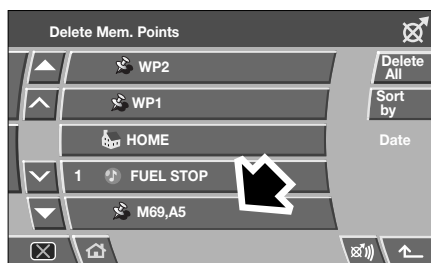 Delete Mem. Points
WP2
Delete All
WP1
Sort by
HOME
Date
1 FUEL STOP
M69,A5